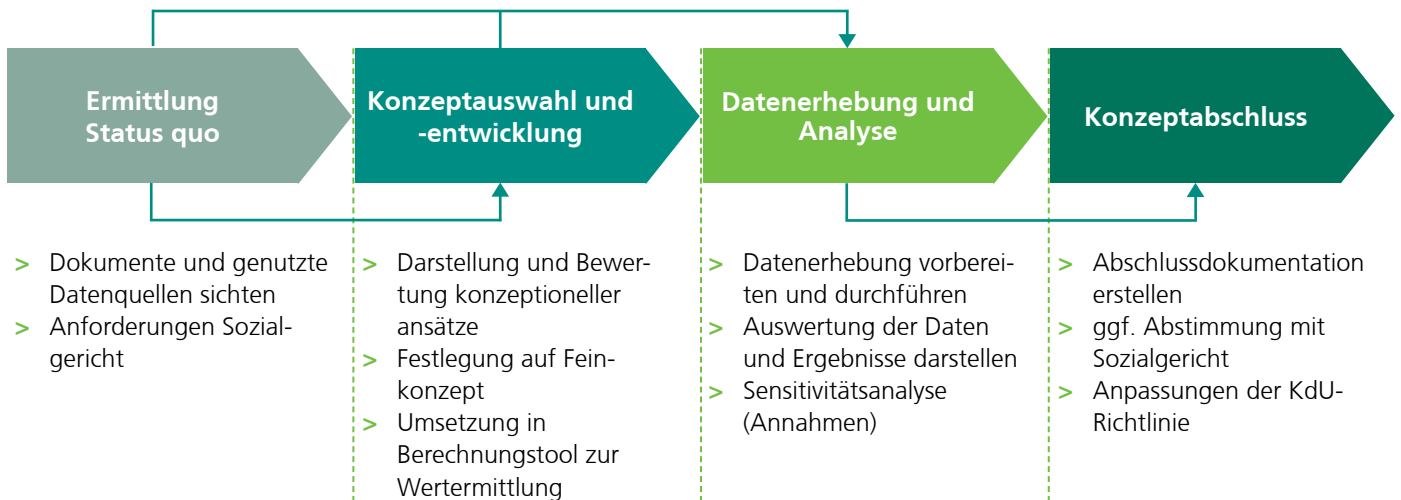 Ermittlung
Status quo
Konzeptauswahl und
-entwicklung
Datenerhebung und
Analyse
Konzeptabschluss
> Dokumente und genutzte
Datenquellen sichten
> Anforderungen Sozial-
gericht
> Darstellung und Bewer-
tung konzeptioneller
ansätze
> Festlegung auf Fein-
konzept
> Umsetzung in
Berechnungstool zur
Wertermittlung
> Datenerhebung vorberei-
ten und durchführen
> Auswertung der Daten
und Ergebnisse darstellen
> Sensitivitätsanalyse
(Annahmen)
> Abschlussdokumentation
erstellen
> ggf. Abstimmung mit
Sozialgericht
> Anpassungen der KdU-
Richtlinie